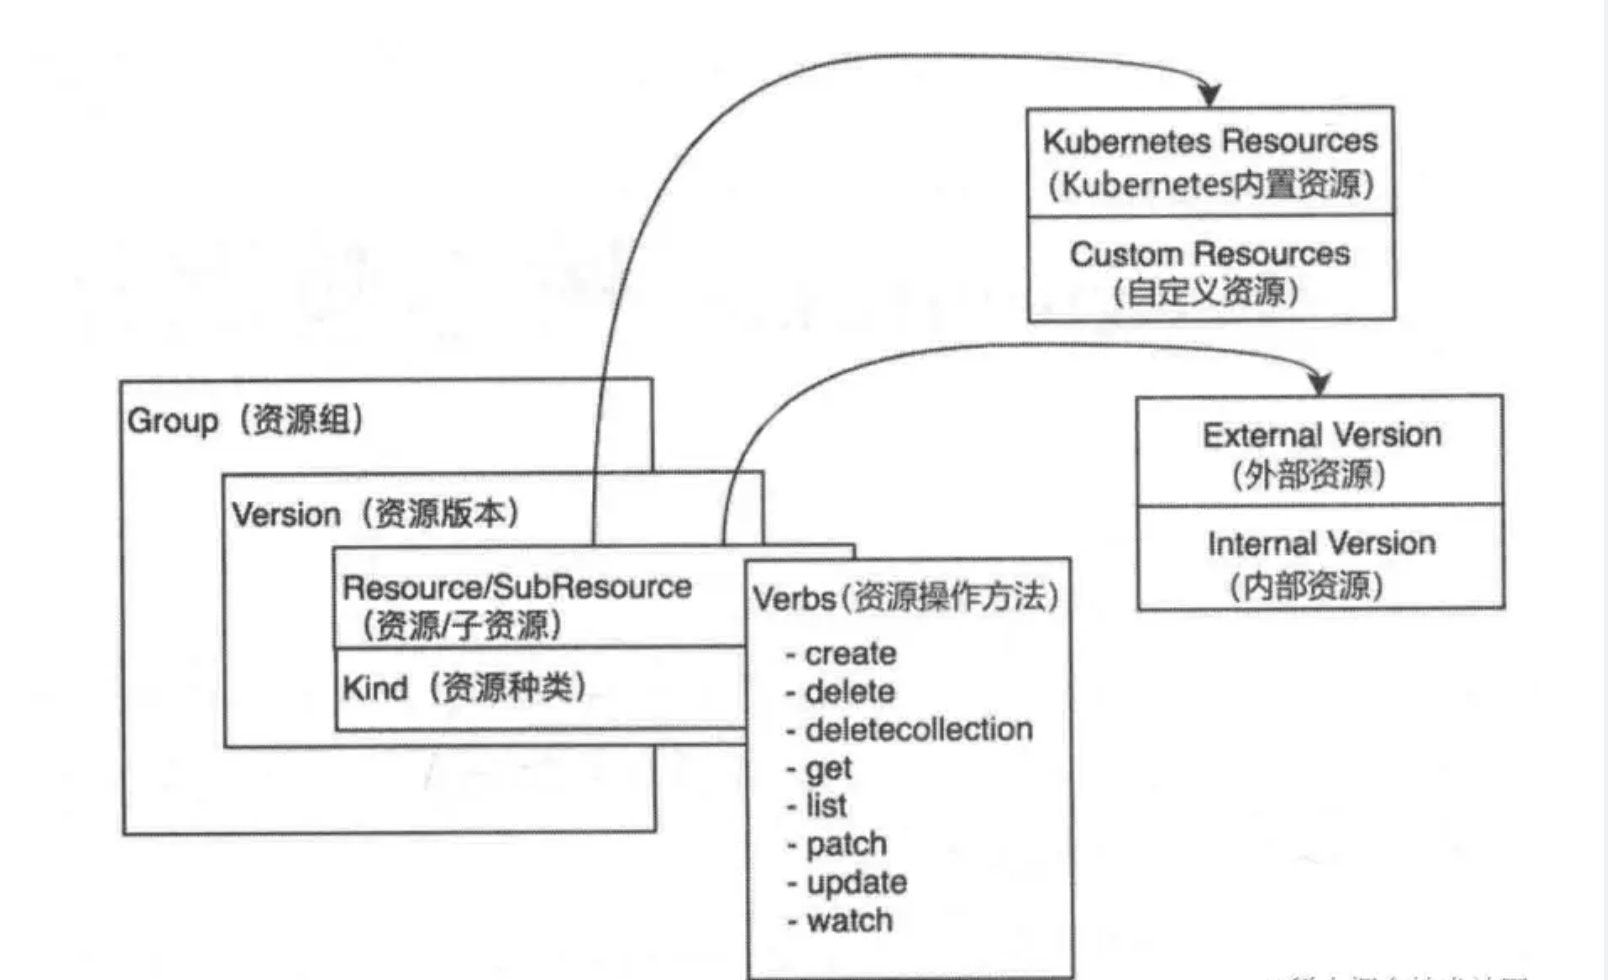 Kubernetes Resources
(Kubernetes内置资源)
Custom Resources
(自定义资源)
Group（资源组）
External Version
(外部资源)
Version（资源版本）
Internal Version
(内部资源)
Resource/SubResource
（资源/子资源）
Kind（资源种类）
Verbs(资源操作方法)
- create
- delete
- deletecollection
- get
- list
- patch
- update
- watch